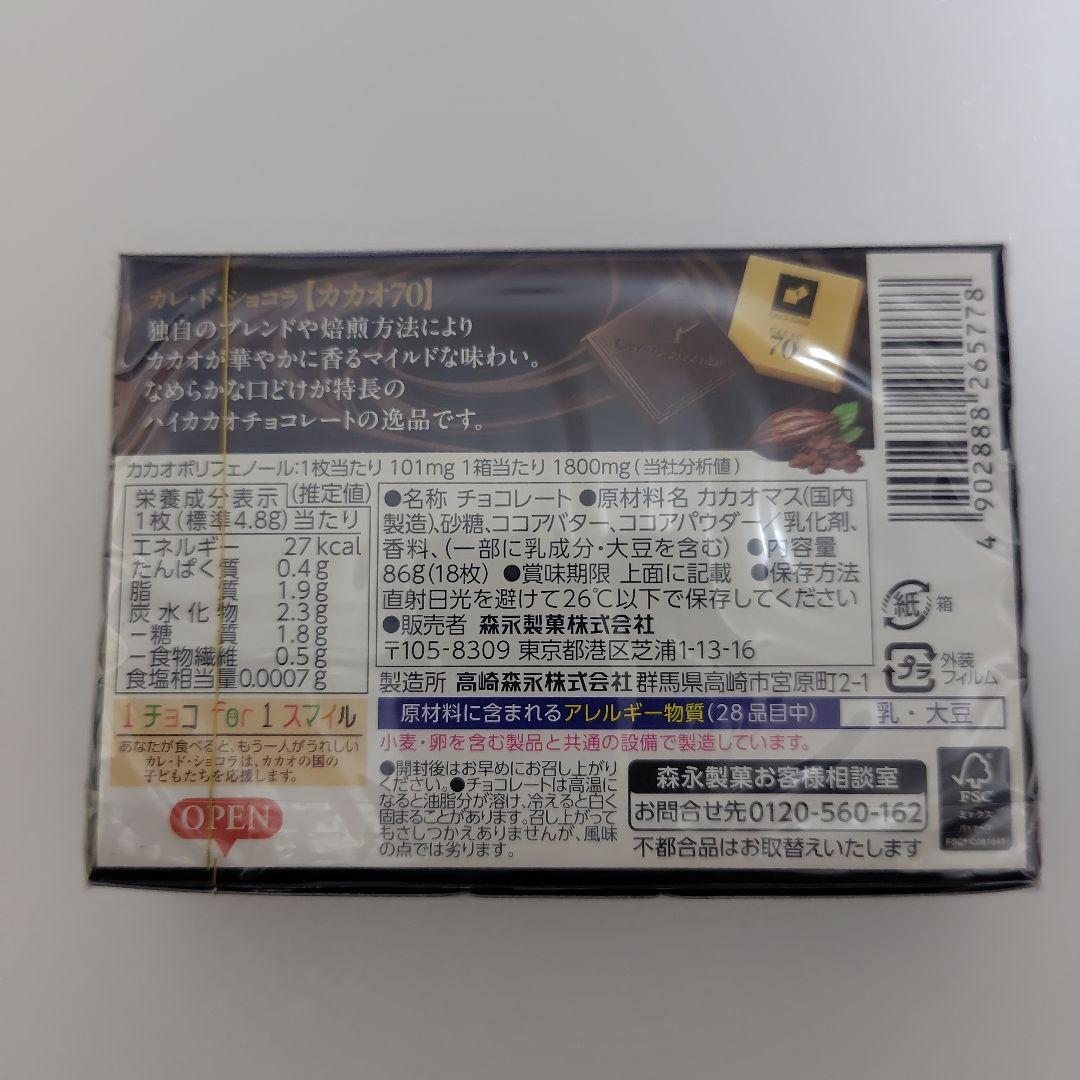 カレ・ド・ショコラ【カカオ70】
独自のブレンドや焙煎方法により
カカオが華やかに香るマイルドな味わい。
なめらかな口どけが特長の
ハイカカオチョコレートの逸品です。
70
4 902888 265778
カカオポリフェノール:1枚当たり 101mg 1箱当たり 1800mg(当社分析値)
栄養成分表示(推定値)
1枚(標準4.8g)当たり
エネルギー 27kcal
たんぱく質 0.4g
脂質 1.9g
炭水化物 2.3g
-糖質 1.8g
-食物繊維 0.5g
食塩相当量0.0007g
●名称 チョコレート ●原材料名 カカオマス(国内
製造)、砂糖、ココアバター、ココアパウダー/乳化剤、
香料、(一部に乳成分・大豆を含む) ●内容量
86g(18枚) ●賞味期限 上面に記載 ●保存方法
直射日光を避けて26℃以下で保存してください
●販売者 森永製菓株式会社
〒105-8309 東京都港区芝浦1-13-16
製造所 高崎森永株式会社 群馬県高崎市宮原町2-1
紙 箱
プラ 外装
フィルム
原材料に含まれるアレルギー物質(28品目中) 乳・大豆
小麦・卵を含む製品と共通の設備で製造しています。
1 チョコ for 1 スマイル
あなたが食べると、もう一人がうれしい
カレ・ド・ショコラは、カカオの国の
子どもたちを応援します。
OPEN
●開封後はお早めにお召し上がり
ください。●チョコレートは高温に
なると油脂分が溶け、冷えると白く
固まることがあります。召し上がって
もさしつかえありませんが、風味
の点では劣ります。
森永製菓お客様相談室
お問合せ先0120-560-162
不都合品はお取替えいたします
FSC
ミックス